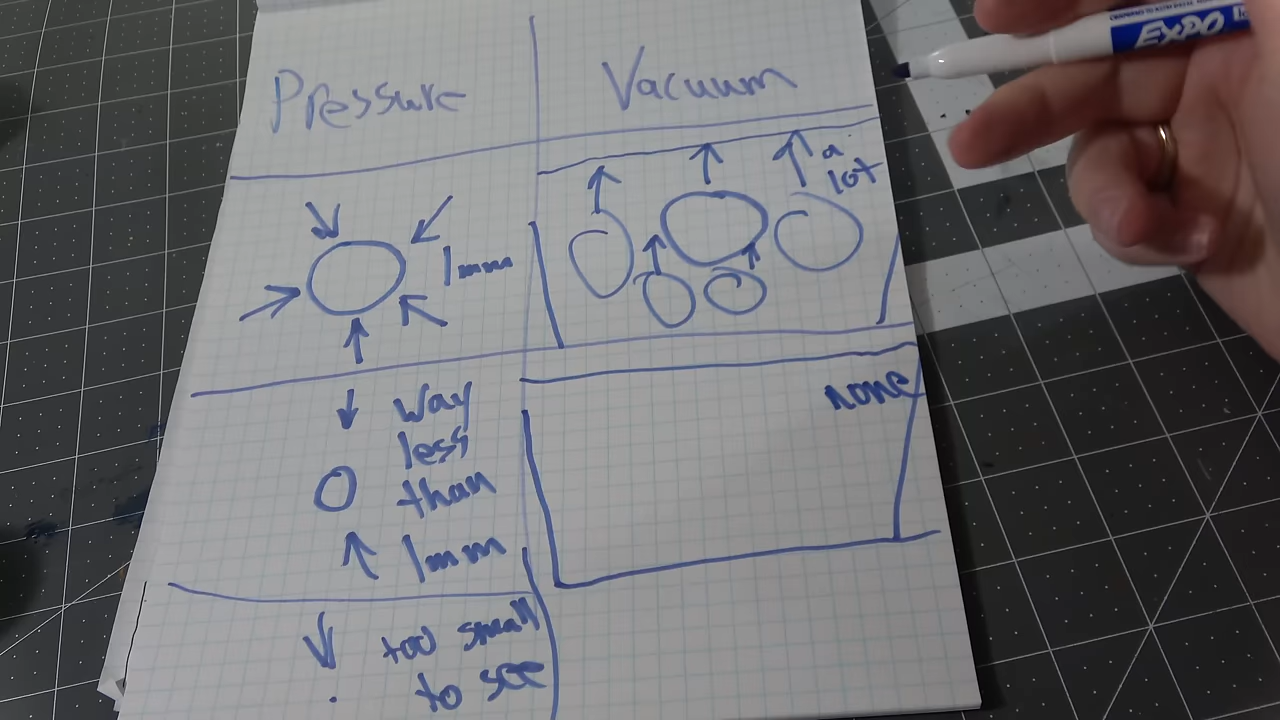 Pressure
Vacuum
1mm
a
lot
way
less
than
1mm
none
too small
to see
EXPO